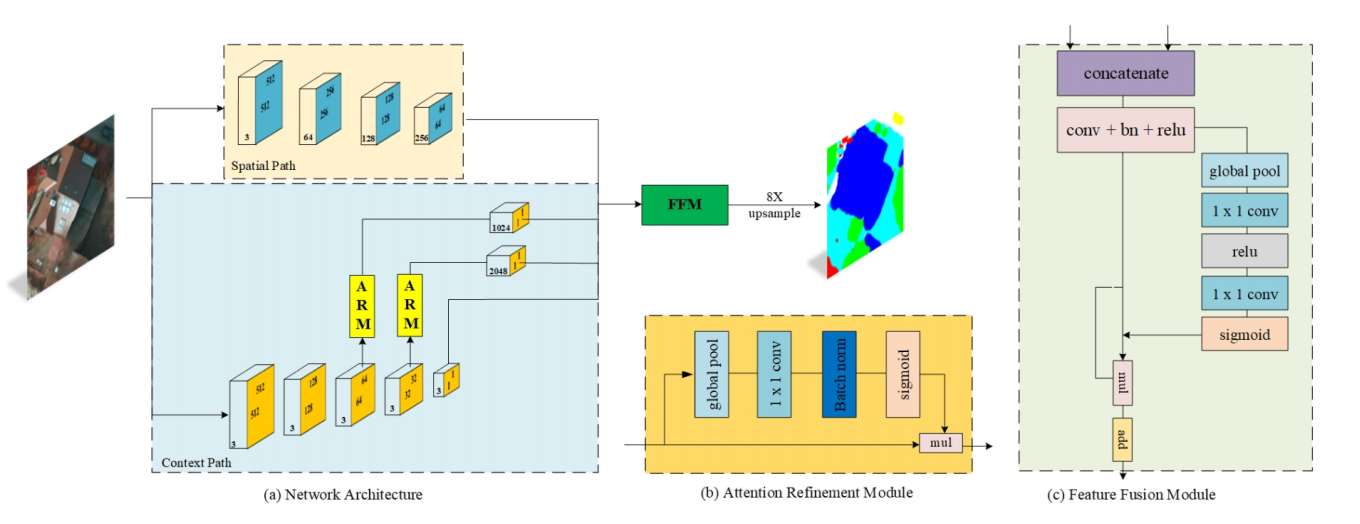 512
512
3
256
256
64
128
128
128
64
64
256
Spatial Path
1
1
1024
1
1
2048
A
R
M
A
R
M
512
512
3
128
128
3
64
64
3
32
32
3
1
1
3
Context Path
(a) Network Architecture
FFM
8X
upsample
global pool
1 x 1 conv
Batch norm
sigmoid
mul
(b) Attention Refinement Module
concatenate
conv + bn + relu
global pool
1 x 1 conv
relu
1 x 1 conv
sigmoid
mul
add
(c) Feature Fusion Module